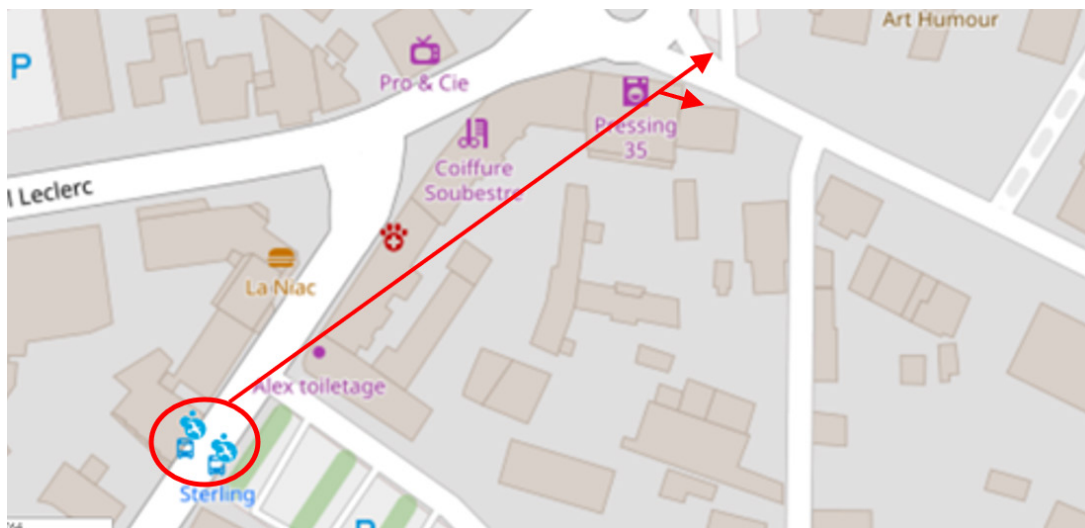 Art Humour
P
Pro & Cie
Pressing
35
Coiffure
Soubestre
l Leclerc
La Niac
Alex toiletage
Sterling
P